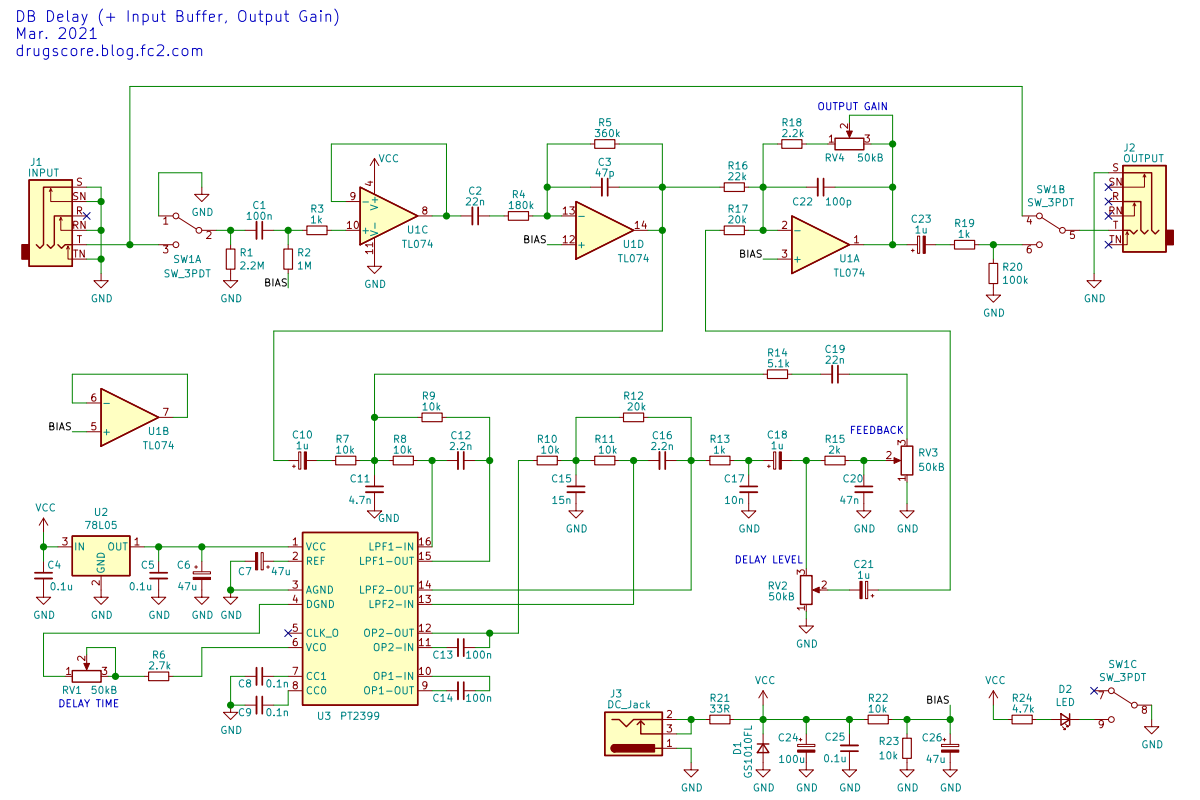 DB Delay (+ Input Buffer, Output Gain)
Mar. 2021
drugscore.blog.fc2.com
J1
INPUT
S
SN
R
RN
T
TN
GND
1
2
3
GND
SW1A
SW_3PDT
R1
2.2M
GND
C1
100n
R2
1M
BIAS
R3
1k
VCC
9
10
8
4
11
V+
V-
U1C
TL074
GND
C2
22n
R4
180k
R5
360k
C3
47p
13
12
14
BIAS
U1D
TL074
R16
22k
R17
20k
OUTPUT GAIN
R18
2.2k
1
2
3
RV4
50kB
C22
100p
2
3
1
BIAS
U1A
TL074
C23
1u
R19
1k
R20
100k
GND
SW1B
SW_3PDT
4
5
6
J2
OUTPUT
S
SN
R
RN
T
TN
GND
6
5
7
BIAS
U1B
TL074
C10
1u
R7
10k
R9
10k
R8
10k
C12
2.2n
C11
4.7n
GND
R10
10k
R12
20k
R11
10k
C16
2.2n
C15
15n
GND
R13
1k
C17
10n
GND
C18
1u
R14
5.1k
C19
22n
R15
2k
C20
47n
GND
FEEDBACK
3
2
1
RV3
50kB
GND
DELAY LEVEL
3
2
1
RV2
50kB
GND
C21
1u
VCC
U2
78L05
3
IN
OUT
1
GND
2
GND
C4
0.1u
GND
C5
0.1u
GND
C6
47u
GND
C7
47u
GND
1
2
3
4
5
6
7
8
VCC
REF
AGND
DGND
CLK_O
VCO
CC1
CC0
LPF1-IN
LPF1-OUT
LPF2-OUT
LPF2-IN
OP2-OUT
OP2-IN
OP1-IN
OP1-OUT
16
15
14
13
12
11
10
9
U3 PT2399
C13
100n
C14
100n
C8
0.1n
C9
0.1n
GND
1
2
3
RV1
50kB
DELAY TIME
R6
2.7k
J3
DC_Jack
2
3
1
GND
R21
33R
VCC
D1
GS1010FL
GND
C24
100u
GND
C25
0.1u
GND
R22
10k
R23
10k
GND
BIAS
C26
47u
GND
VCC
R24
4.7k
D2
LED
SW1C
SW_3PDT
7
8
9
GND